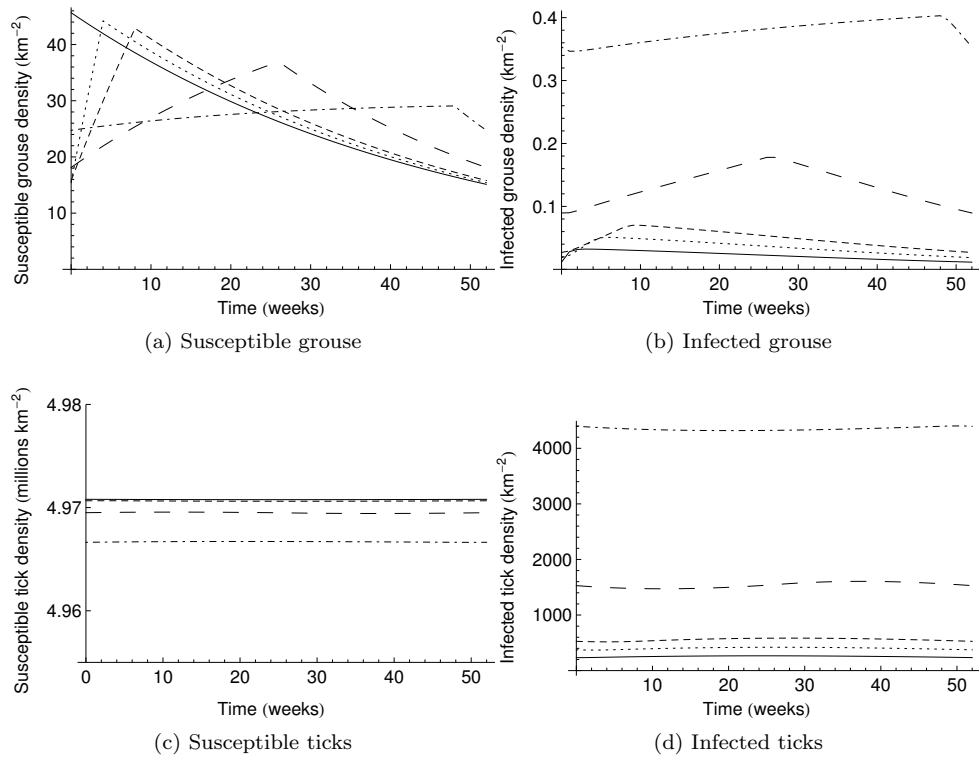 Susceptible grouse density (km⁻²)
40
30
20
10
10 20 30 40 50
Time (weeks)
(a) Susceptible grouse
Infected grouse density (km⁻²)
0.4
0.3
0.2
0.1
10 20 30 40 50
Time (weeks)
(b) Infected grouse
Susceptible tick density (millions km⁻²)
4.98
4.97
4.96
0 10 20 30 40 50
Time (weeks)
(c) Susceptible ticks
Infected tick density (km⁻²)
4000
3000
2000
1000
10 20 30 40 50
Time (weeks)
(d) Infected ticks